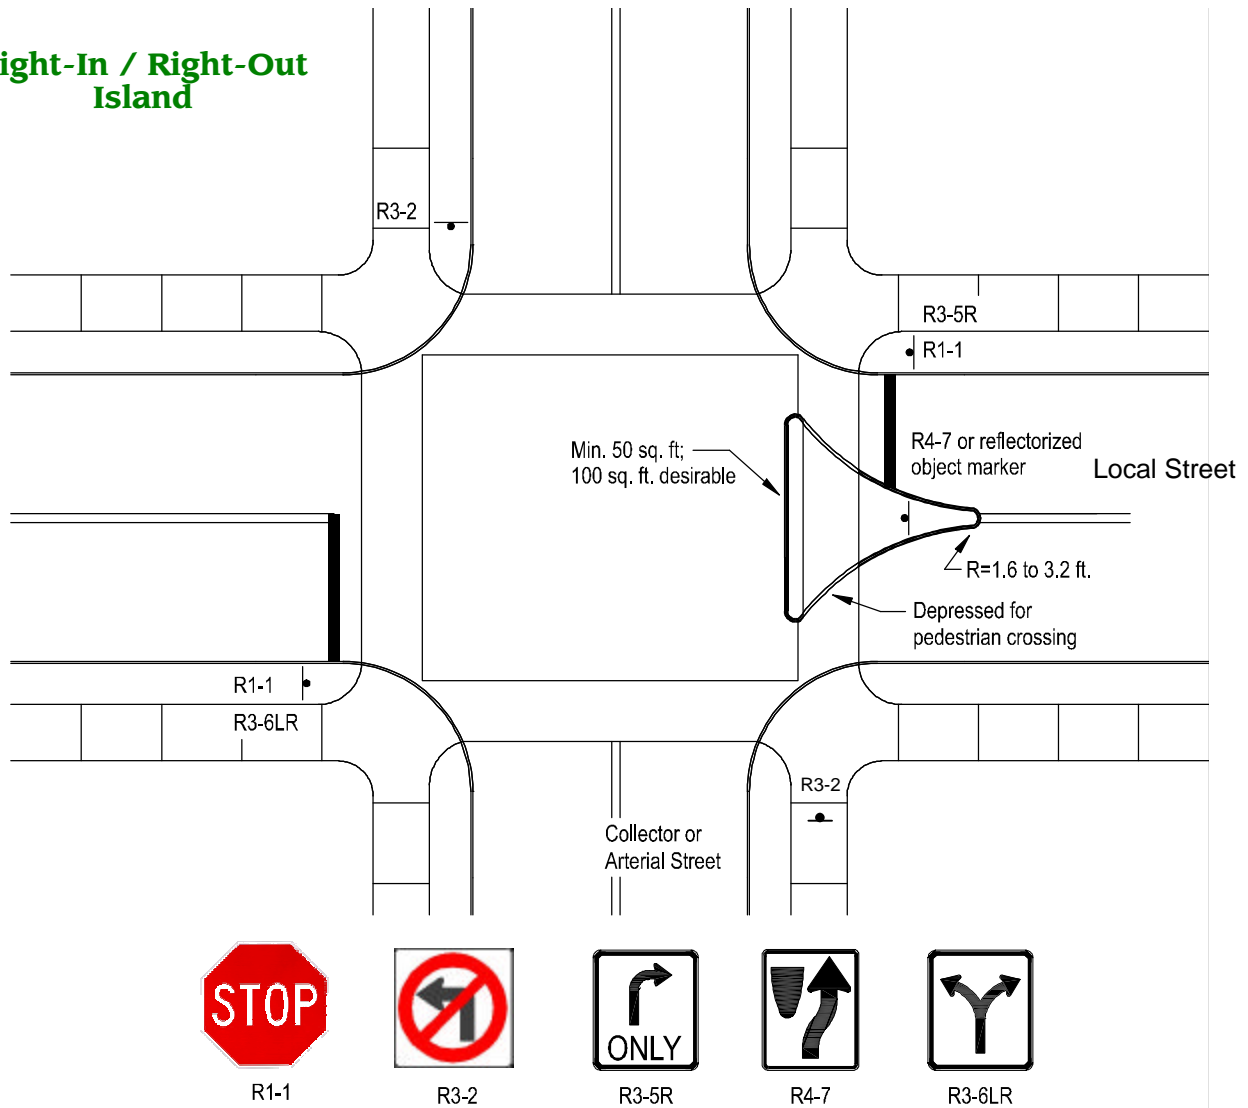 ight-In / Right-Out
Island
R3-2
R3-5R
R1-1
Min. 50 sq. ft;
100 sq. ft. desirable
R4-7 or reflectorized
object marker
Local Street
R=1.6 to 3.2 ft.
Depressed for
pedestrian crossing
R1-1
R3-6LR
R3-2
Collector or
Arterial Street
STOP
ONLY
R1-1
R3-2
R3-5R
R4-7
R3-6LR